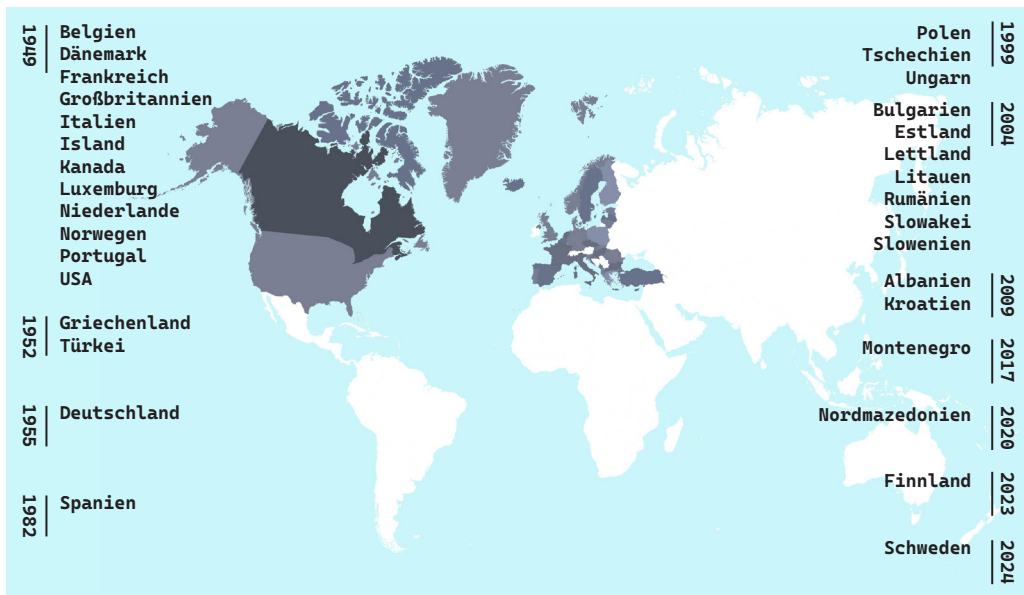 1949
Belgien
Dänemark
Frankreich
Großbritannien
Italien
Island
Kanada
Luxemburg
Niederlande
Norwegen
Portugal
USA
1952
Griechenland
Türkei
1955
Deutschland
1982
Spanien
1999
Polen
Tschechien
Ungarn
2004
Bulgarien
Estland
Lettland
Litauen
Rumänien
Slowakei
Slowenien
2009
Albanien
Kroatien
2017
Montenegro
2020
Nordmazedonien
2023
Finnland
2024
Schweden